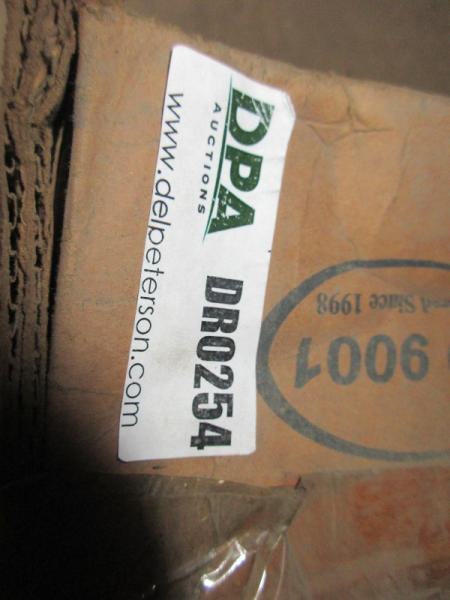 DPA
AUCTIONS
DR0254
www.delpeterson.com
Since 1998
9001